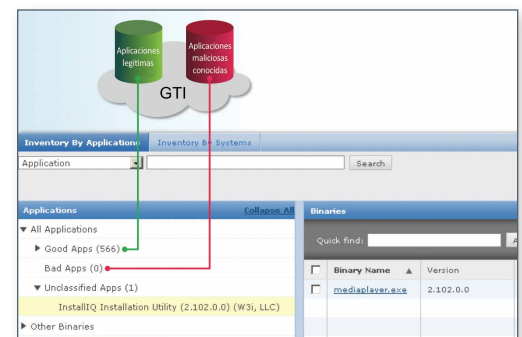 Aplicaciones legítimas
Aplicaciones maliciosas conocidas
GTI
Inventory By Applications
Inventory By Systems
Application
Search
Applications
Collapse All
Binaries
▼ All Applications
▶ Good Apps (566)
Bad Apps (0)
▼ Unclassified Apps (1)
InstallIQ Installation Utility (2.102.0.0) (W3i, LLC)
▶ Other Binaries
Quick find:
A
Binary Name ▲
Version
mediaplayer.exe
2.102.0.0